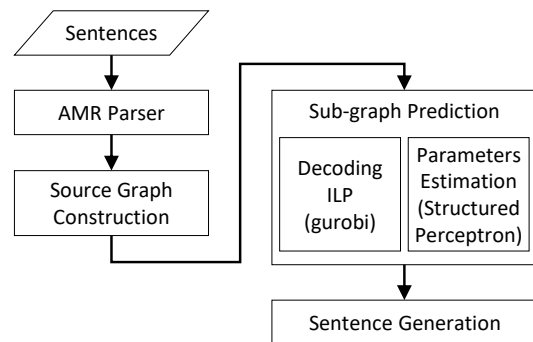 Sentences
AMR Parser
Source Graph
Construction
Sub-graph Prediction
Decoding
ILP
(gurobi)
Parameters
Estimation
(Structured
Perceptron)
Sentence Generation